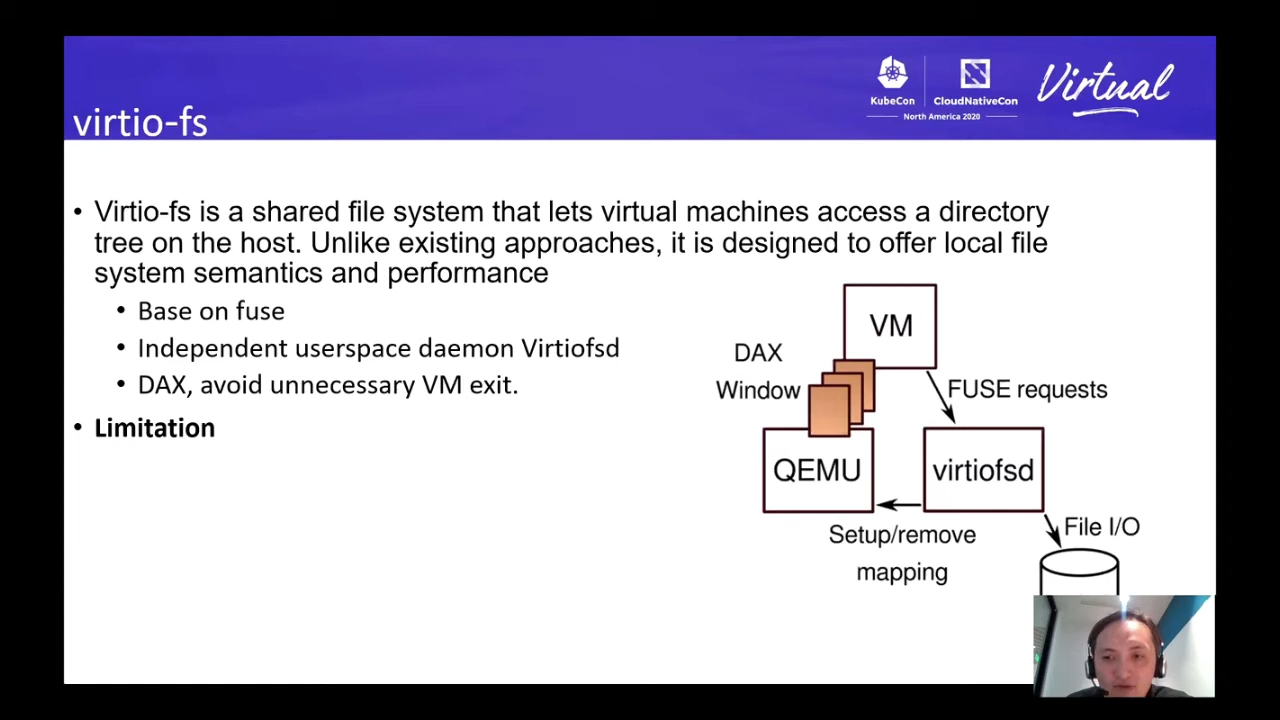 KubeCon
CloudNativeCon
North America 2020
Virtual
virtio-fs
• Virtio-fs is a shared file system that lets virtual machines access a directory
tree on the host. Unlike existing approaches, it is designed to offer local file
system semantics and performance
• Base on fuse
• Independent userspace daemon Virtiofsd
• DAX, avoid unnecessary VM exit.
• Limitation
VM
DAX
Window
FUSE requests
QEMU
virtiofsd
Setup/remove
mapping
File I/O